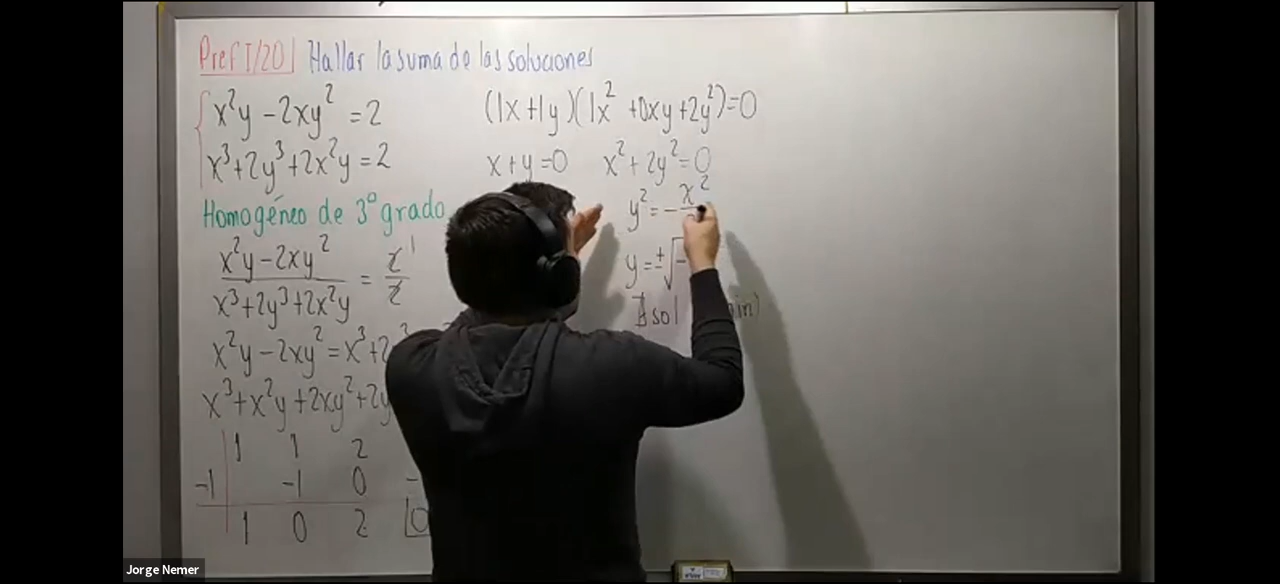 Pref I/20 Hallar la suma de las soluciones
x²y - 2xy² = 2
x³ + 2y³ + 2x²y = 2
Homogéneo de 3° grado
x²y - 2xy² / x³ + 2y³ + 2x²y = 2/2 1
x²y - 2xy² = x³ + 2
x³ + x²y + 2xy² + 2y
1 1 2
-1 -1 0 -
1 0 2 0
(1x + 1y)(1x² + 0xy + 2y²) = 0
x + y = 0 x² + 2y² = 0
y² = - x²
y = ±√-
∄ sol
Jorge Nemer